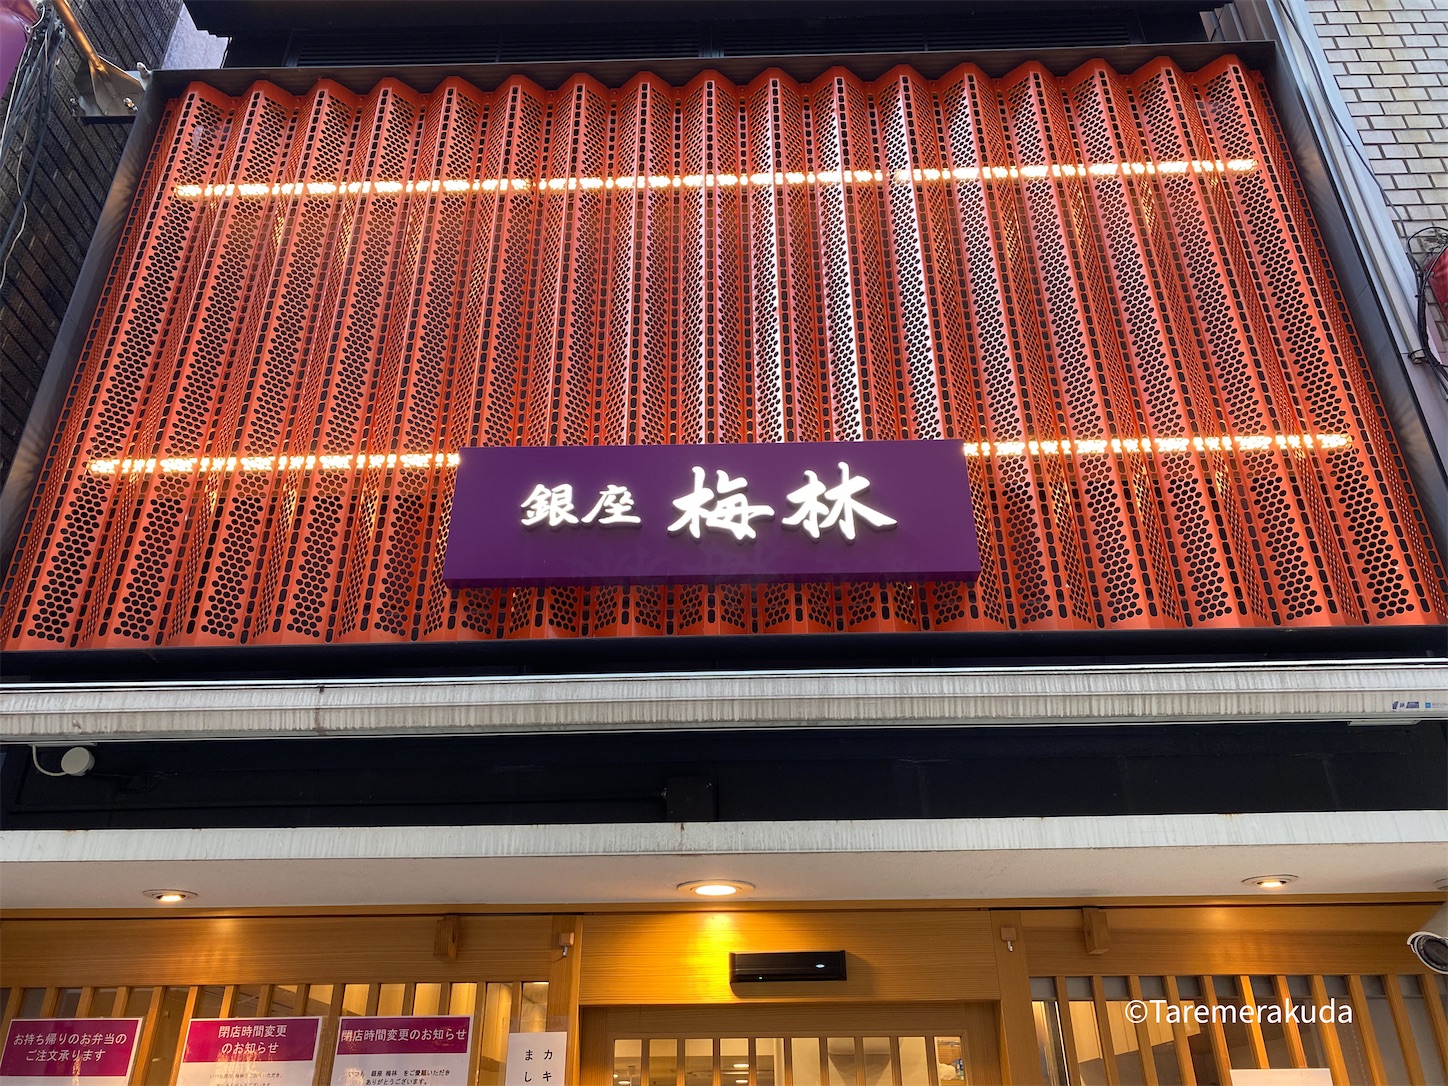 銀座 梅林
お持ち帰りのお弁当の
ご注文承ります
閉店時間変更
のお知らせ
閉店時間変更のお知らせ
いつも 銀座 梅林 をご愛顧いただき
ありがとうございます。
カキ
まし
©Taremerakuda